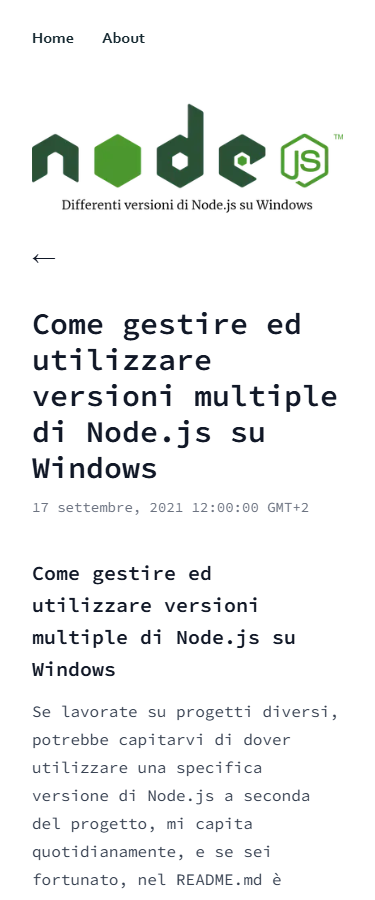 Home About
node JS ™
Differenti versioni di Node.js su Windows
←
Come gestire ed
utilizzare
versioni multiple
di Node.js su
Windows
17 settembre, 2021 12:00:00 GMT+2
Come gestire ed
utilizzare versioni
multiple di Node.js su
Windows
Se lavorate su progetti diversi,
potrebbe capitarvi di dover
utilizzare una specifica
versione di Node.js a seconda
del progetto, mi capita
quotidianamente, e se sei
fortunato, nel README.md è